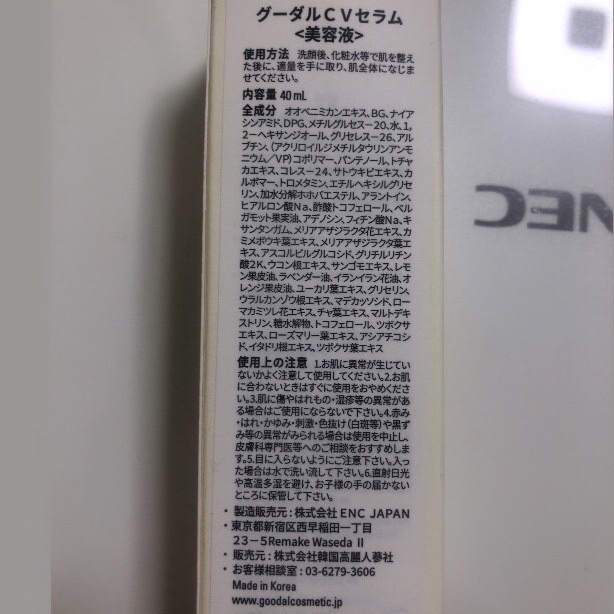 グーダルCVセラム
<美容液>
使用方法 洗顔後、化粧水等で肌を整え
た後に、適量を手に取り、肌全体になじま
せてください。
内容量 40mL
全成分 オオベニミカンエキス、BG、ナイア
シンアミド、DPG、メチルグルセス-20、水、1,
2-ヘキサンジオール、グリセレス-26、アル
ブチン、(アクリロイルジメチルタウリンアンモ
ニウム/VP)コポリマー、パンテノール、トチャ
カエキス、コレス-24、サトウキビエキス、カ
ルボマー、トロメタミン、エチルヘキシルグリセ
リン、加水分解ホホバエステル、アラントイン、
ヒアルロン酸Na、酢酸トコフェロール、ベル
ガモット果実油、アデノシン、フィチン酸Na、キ
サンタンガム、メリアアザジラクタ花エキス、カ
ミメボウキ葉エキス、メリアアザジラクタ葉エ
キス、アスコルビルグルコシド、グリチルリチン
酸2K、ウコン根エキス、サンゴモエキス、レモ
ン果皮油、ラベンダー油、イランイラン花油、オ
レンジ果皮油、ユーカリ葉エキス、グリセリン、
ウラルカンゾウ根エキス、マデカッソシド、ロー
マカミツレ花エキス、チャ葉エキス、マルトデキ
ストリン、糖水解物、トコフェロール、ツボクサ
エキス、ローズマリー葉エキス、アシアチコシ
ド、イタドリ根エキス、ツボクサ葉エキス
使用上の注意 1.お肌に異常が生じてい
ないかよく注意して使用してください。2.お肌
に合わないときはすぐに使用をおやめくださ
い。3.肌に傷やはれもの・湿疹等の異常があ
る場合はご使用にならないで下さい。4.赤み
・はれ・かゆみ・刺激・色抜け(白斑等)や黒ず
み等の異常がみられる場合は使用を中止し、
皮膚科専門医等へのご相談をおすすめしま
す。5.目に入らないようにご注意下さい。入っ
た場合は水で洗い流して下さい。6.直射日光
や高温多湿を避け、お子様の手の届かない
ところに保管して下さい。
・製造販売元:株式会社 ENC JAPAN
・東京都新宿区西早稲田一丁目
23-5Remake Waseda II
・販売元:株式会社韓国高麗人蔘社
・お客様相談室:03-6279-3606
Made in Korea
www.goodalcosmetic.jp
NEC